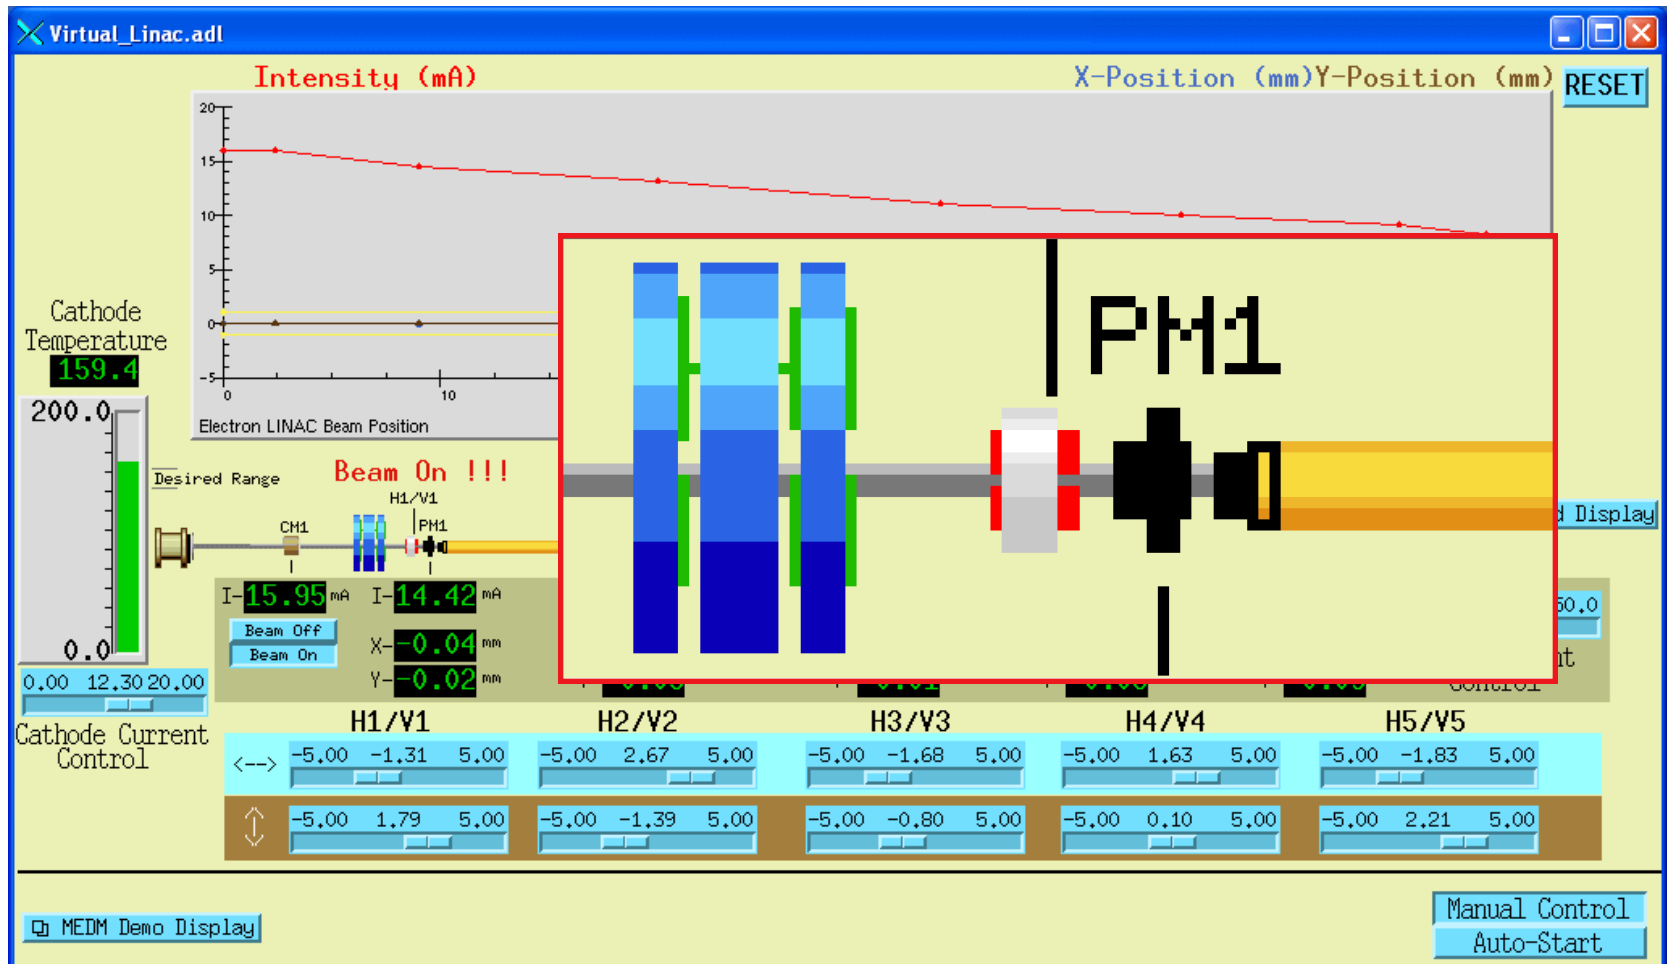 Virtual_Linac.adl
Intensity (mA)
X-Position (mm)Y-Position (mm)
RESET
20
15
10
5
0
-5
0
10
Electron LINAC Beam Position
Cathode
Temperature
159.4
200.0
0.0
Desired Range
Beam On !!!
H1/V1
CM1
PM1
PM1
d Display
I-15.95 mA
I-14.42 mA
50.0
Beam Off
Beam On
X--0.04 mm
Y--0.02 mm
nt
Control
0.00 12.30 20.00
Cathode Current
Control
H1/V1 H2/V2 H3/V3 H4/V4 H5/V5
<--> -5.00 -1.31 5.00 -5.00 2.67 5.00 -5.00 -1.68 5.00 -5.00 1.63 5.00 -5.00 -1.83 5.00
-5.00 1.79 5.00 -5.00 -1.39 5.00 -5.00 -0.80 5.00 -5.00 0.10 5.00 -5.00 2.21 5.00
MEDM Demo Display
Manual Control
Auto-Start